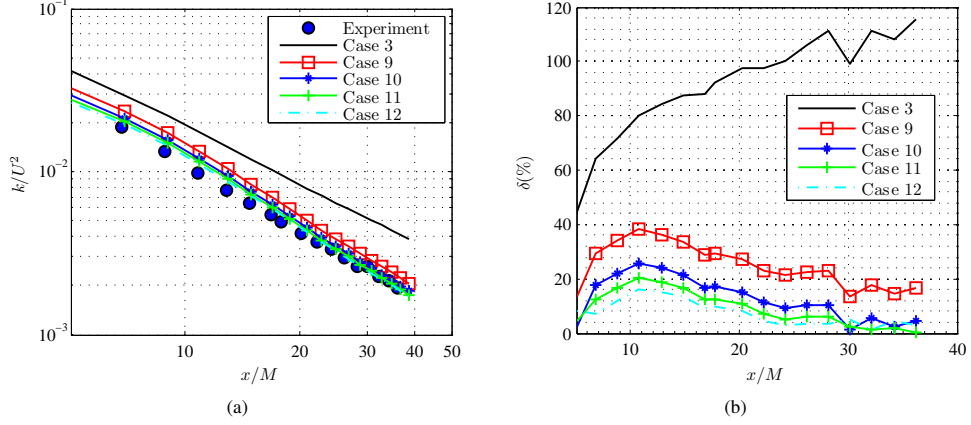 10⁻¹
10⁻²
10⁻³
k/U²
10
20
30
40
50
x/M
Experiment
Case 3
Case 9
Case 10
Case 11
Case 12
(a)
120
100
80
60
40
20
0
δ(%)
10
20
30
40
x/M
Case 3
Case 9
Case 10
Case 11
Case 12
(b)